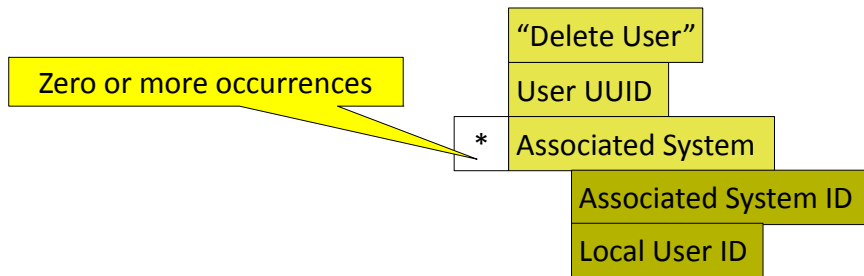 “Delete User”
Zero or more occurrences
User UUID
* Associated System
Associated System ID
Local User ID